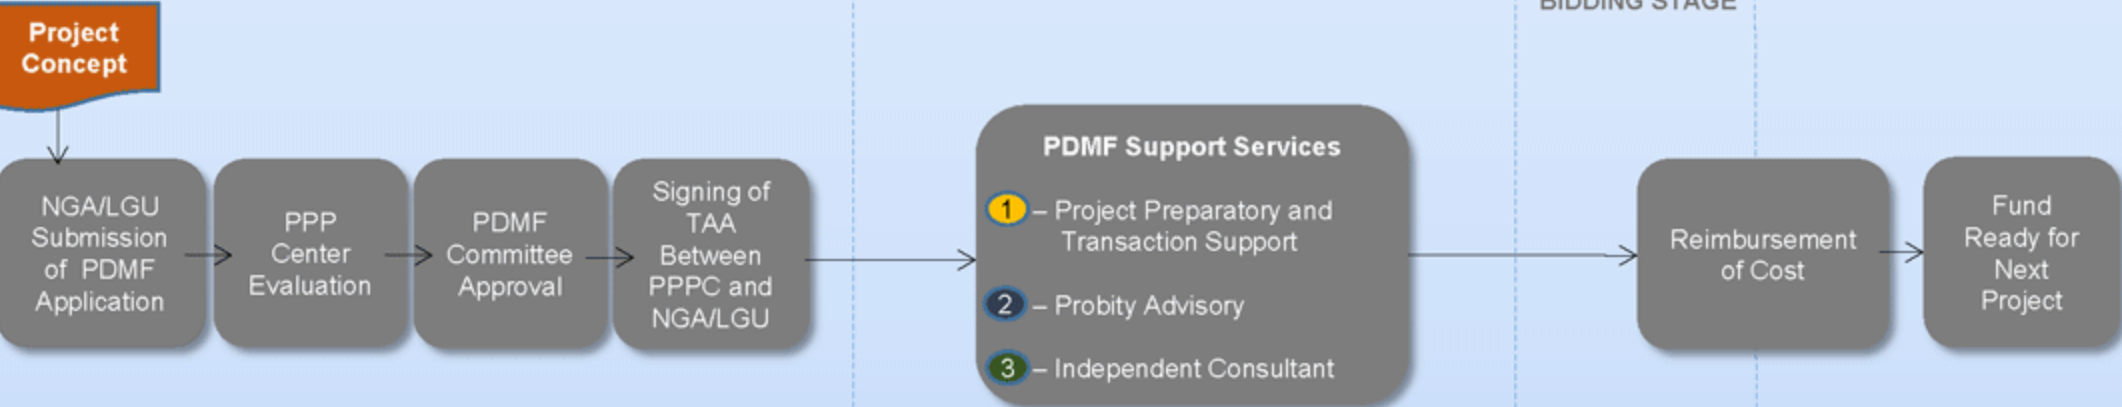 BIDDING STAGE
Project
Concept
NGA/LGU
Submission
of PDMF
Application
PPP
Center
Evaluation
PDMF
Committee
Approval
Signing of
TAA
Between
PPPC and
NGA/LGU
PDMF Support Services
1 – Project Preparatory and
Transaction Support
2 – Probity Advisory
3 – Independent Consultant
Reimbursement
of Cost
Fund
Ready for
Next
Project